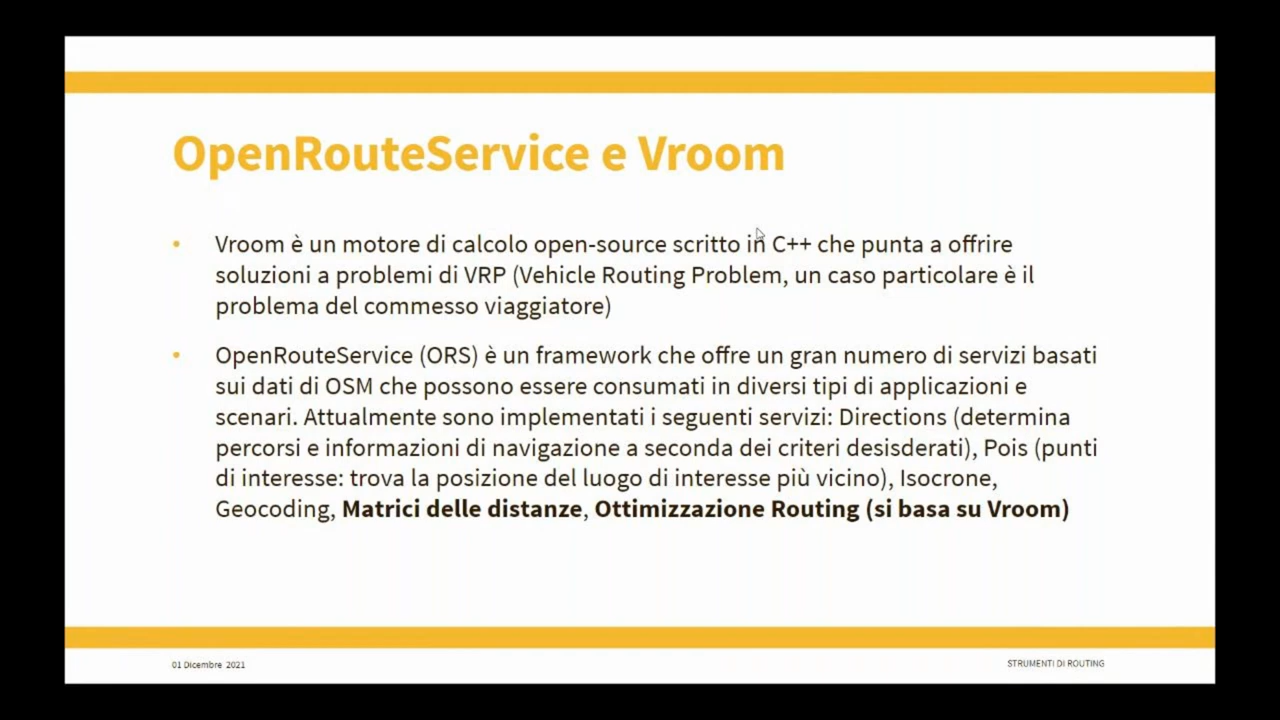 OpenRouteService e Vroom
• Vroom è un motore di calcolo open-source scritto in C++ che punta a offrire
soluzioni a problemi di VRP (Vehicle Routing Problem, un caso particolare è il
problema del commesso viaggiatore)
• OpenRouteService (ORS) è un framework che offre un gran numero di servizi basati
sui dati di OSM che possono essere consumati in diversi tipi di applicazioni e
scenari. Attualmente sono implementati i seguenti servizi: Directions (determina
percorsi e informazioni di navigazione a seconda dei criteri desisderati), Pois (punti
di interesse: trova la posizione del luogo di interesse più vicino), Isocrone,
Geocoding, Matrici delle distanze, Ottimizzazione Routing (si basa su Vroom)
01 Dicembre 2021
STRUMENTI DI ROUTING